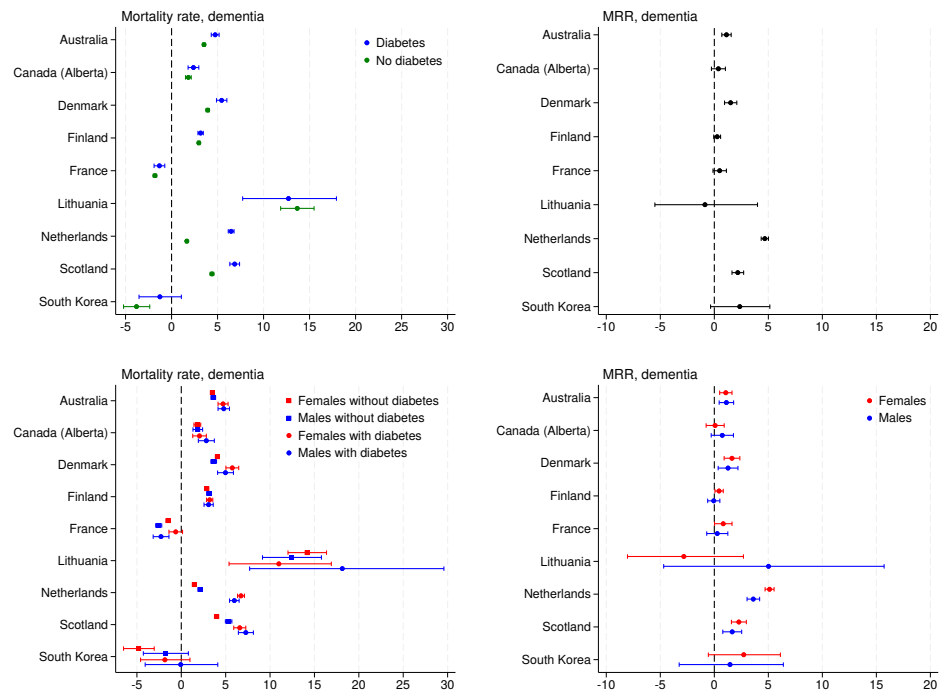 Mortality rate, dementia
Australia
Canada (Alberta)
Denmark
Finland
France
Lithuania
Netherlands
Scotland
South Korea
Diabetes
No diabetes
-5 0 5 10 15 20 25 30
MRR, dementia
Australia
Canada (Alberta)
Denmark
Finland
France
Lithuania
Netherlands
Scotland
South Korea
-10 -5 0 5 10 15 20
Mortality rate, dementia
Australia
Canada (Alberta)
Denmark
Finland
France
Lithuania
Netherlands
Scotland
South Korea
Females without diabetes
Males without diabetes
Females with diabetes
Males with diabetes
-5 0 5 10 15 20 25 30
MRR, dementia
Australia
Canada (Alberta)
Denmark
Finland
France
Lithuania
Netherlands
Scotland
South Korea
Females
Males
-10 -5 0 5 10 15 20